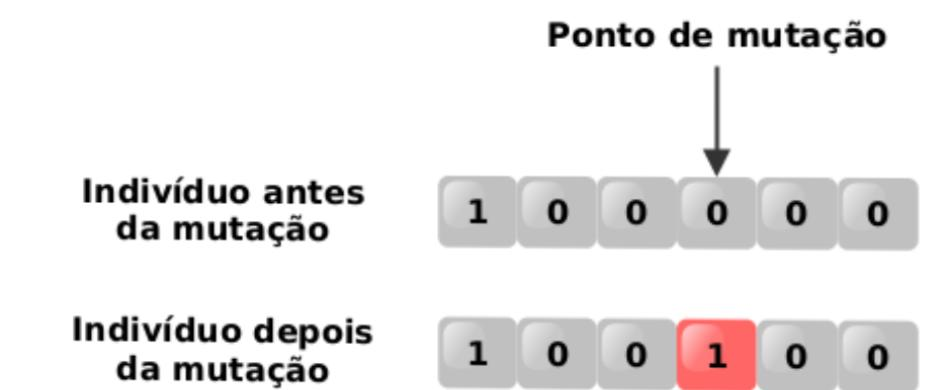 Ponto de mutação
Indivíduo antes
da mutação
1 0 0 0 0 0
Indivíduo depois
da mutação
1 0 0 1 0 0